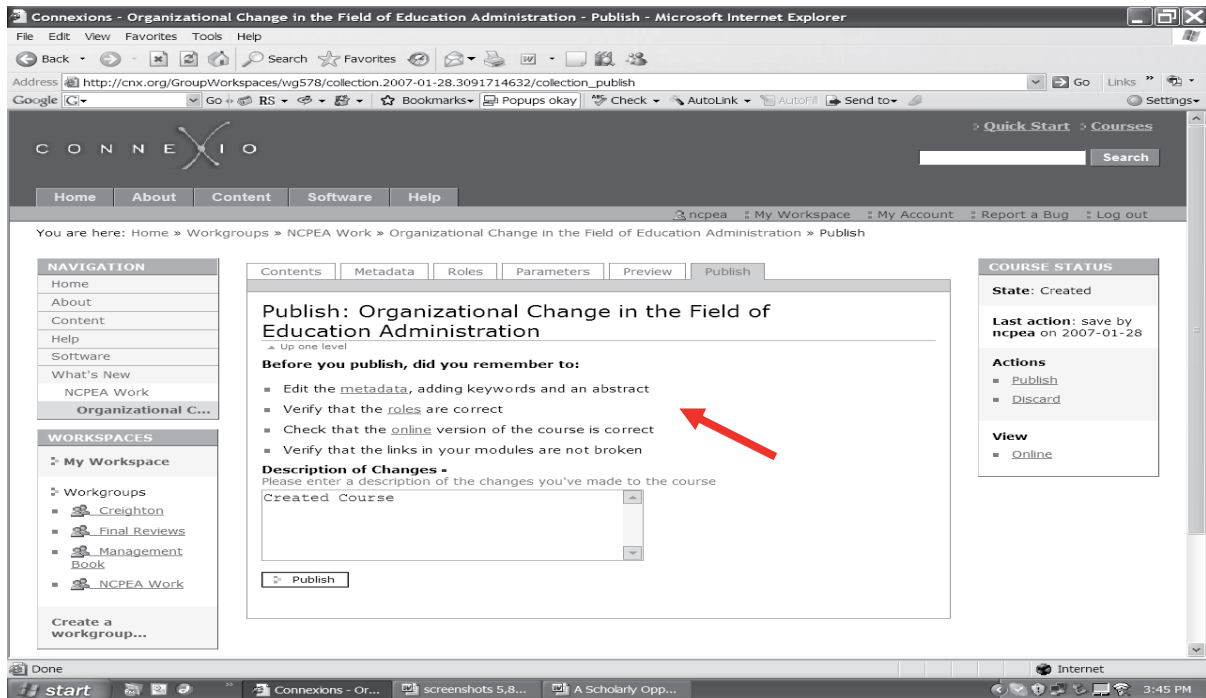 Connexions - Organizational Change in the Field of Education Administration - Publish - Microsoft Internet Explorer
File Edit View Favorites Tools Help
Back Search Favorites
Address http://cnx.org/GroupWorkspaces/wg578/collection.2007-01-28.3091714632/collection_publish Go Links »
Google G Go RS Bookmarks Popups okay Check AutoLink AutoFill Send to Settings
Quick Start Courses
CONNEXIO
Search
Home About Content Software Help
ncpea My Workspace My Account Report a Bug Log out
You are here: Home » Workgroups » NCPEA Work » Organizational Change in the Field of Education Administration » Publish
NAVIGATION
Home
About
Content
Help
Software
What's New
NCPEA Work
Organizational C...
WORKSPACES
My Workspace
Workgroups
Creighton
Final Reviews
Management
Book
NCPEA Work
Create a
workgroup...
Contents Metadata Roles Parameters Preview Publish
Publish: Organizational Change in the Field of
Education Administration
Up one level
Before you publish, did you remember to:
Edit the metadata, adding keywords and an abstract
Verify that the roles are correct
Check that the online version of the course is correct
Verify that the links in your modules are not broken
Description of Changes
Please enter a description of the changes you've made to the course
Created Course
Publish
COURSE STATUS
State: Created
Last action: save by
ncpea on 2007-01-28
Actions
Publish
Discard
View
Online
Done Internet
start » Connexions - Or... screenshots 5,8... A Scholarly Opp... 3:45 PM